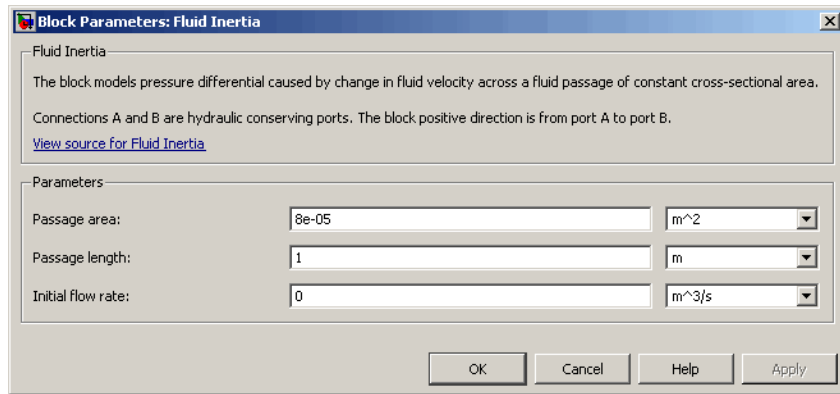 Block Parameters: Fluid Inertia
Fluid Inertia
The block models pressure differential caused by change in fluid velocity across a fluid passage of constant cross-sectional area.
Connections A and B are hydraulic conserving ports. The block positive direction is from port A to port B.
View source for Fluid Inertia
Parameters
Passage area: 8e-05 m^2
Passage length: 1 m
Initial flow rate: 0 m^3/s
OK Cancel Help Apply